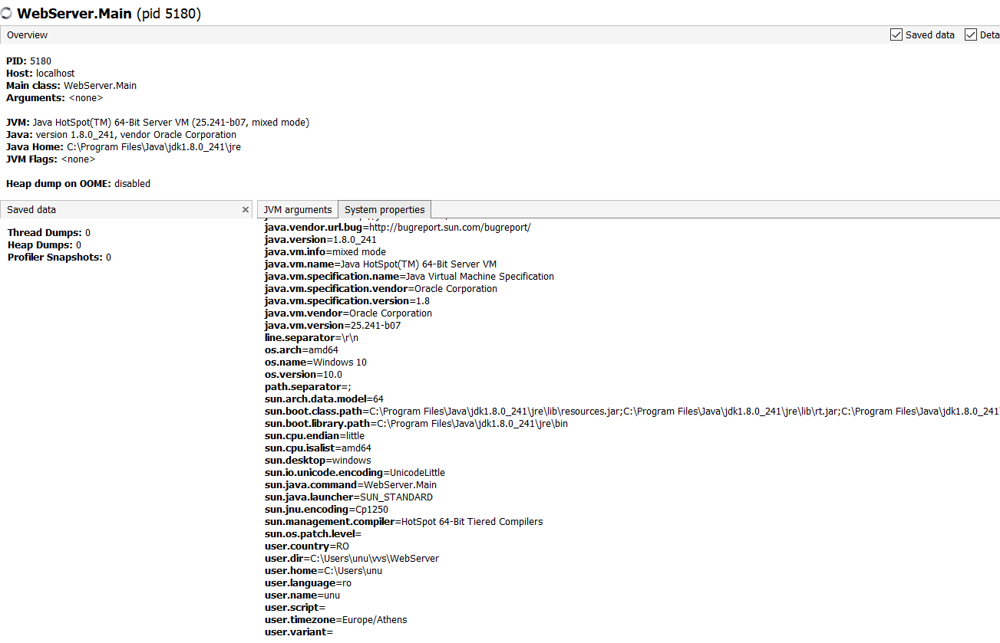 WebServer.Main (pid 5180)
Overview
Saved data
Deta
PID: 5180
Host: localhost
Main class: WebServer.Main
Arguments: <none>
JVM: Java HotSpot(TM) 64-Bit Server VM (25.241-b07, mixed mode)
Java: version 1.8.0_241, vendor Oracle Corporation
Java Home: C:\Program Files\Java\jdk1.8.0_241\jre
JVM Flags: <none>
Heap dump on OOME: disabled
Saved data
Thread Dumps: 0
Heap Dumps: 0
Profiler Snapshots: 0
JVM arguments
System properties
java.vendor.url.bug=http://bugreport.sun.com/bugreport/
java.version=1.8.0_241
java.vm.info=mixed mode
java.vm.name=Java HotSpot(TM) 64-Bit Server VM
java.vm.specification.name=Java Virtual Machine Specification
java.vm.specification.vendor=Oracle Corporation
java.vm.specification.version=1.8
java.vm.vendor=Oracle Corporation
java.vm.version=25.241-b07
line.separator=\r\n
os.arch=amd64
os.name=Windows 10
os.version=10.0
path.separator=;
sun.arch.data.model=64
sun.boot.class.path=C:\Program Files\Java\jdk1.8.0_241\jre\lib\resources.jar;C:\Program Files\Java\jdk1.8.0_241\jre\lib\rt.jar;C:\Program Files\Java\jdk1.8.0_241\
sun.boot.library.path=C:\Program Files\Java\jdk1.8.0_241\jre\bin
sun.cpu.endian=little
sun.cpu.isalist=amd64
sun.desktop=windows
sun.io.unicode.encoding=UnicodeLittle
sun.java.command=WebServer.Main
sun.java.launcher=SUN_STANDARD
sun.jnu.encoding=Cp1250
sun.management.compiler=HotSpot 64-Bit Tiered Compilers
sun.os.patch.level=
user.country=RO
user.dir=C:\Users\unu\vvs\WebServer
user.home=C:\Users\unu
user.language=ro
user.name=unu
user.script=
user.timezone=Europe/Athens
user.variant=